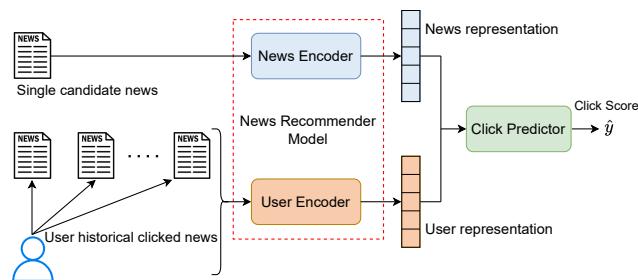 NEWS
Single candidate news
NEWS
NEWS
....
NEWS
User historical clicked news
News Encoder
News Recommender
Model
User Encoder
News representation
User representation
Click Predictor
Click Score
ŷ